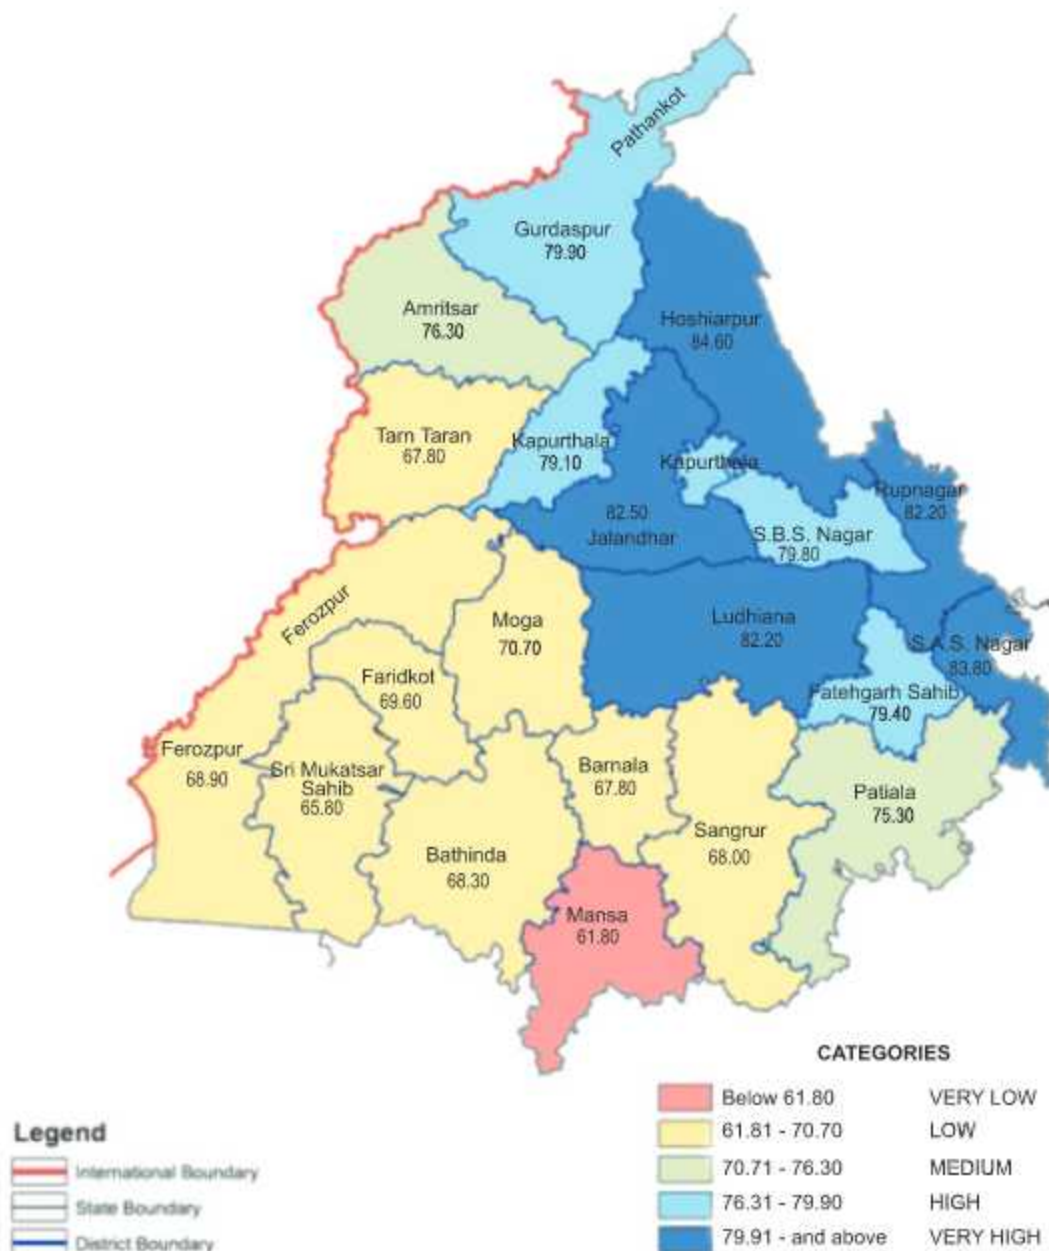 Pathankot
Gurdaspur
79.90
Amritsar
76.30
Hoshiarpur
84.60
Tarn Taran
67.80
Kapurthala
79.10
Kapurthala
Rupnagar
82.20
82.50
Jalandhar
S.B.S. Nagar
79.80
Ferozpur
Moga
70.70
Ludhiana
82.20
S.A.S. Nagar
83.80
Faridkot
69.60
Fatehgarh Sahib
79.40
Ferozpur
68.90
Sri Mukatsar
Sahib
65.80
Barnala
67.80
Patiala
75.30
Bathinda
68.30
Sangrur
68.00
Mansa
61.80
CATEGORIES
Below 61.80 VERY LOW
61.81 - 70.70 LOW
70.71 - 76.30 MEDIUM
76.31 - 79.90 HIGH
79.91 - and above VERY HIGH
Legend
International Boundary
State Boundary
District Boundary